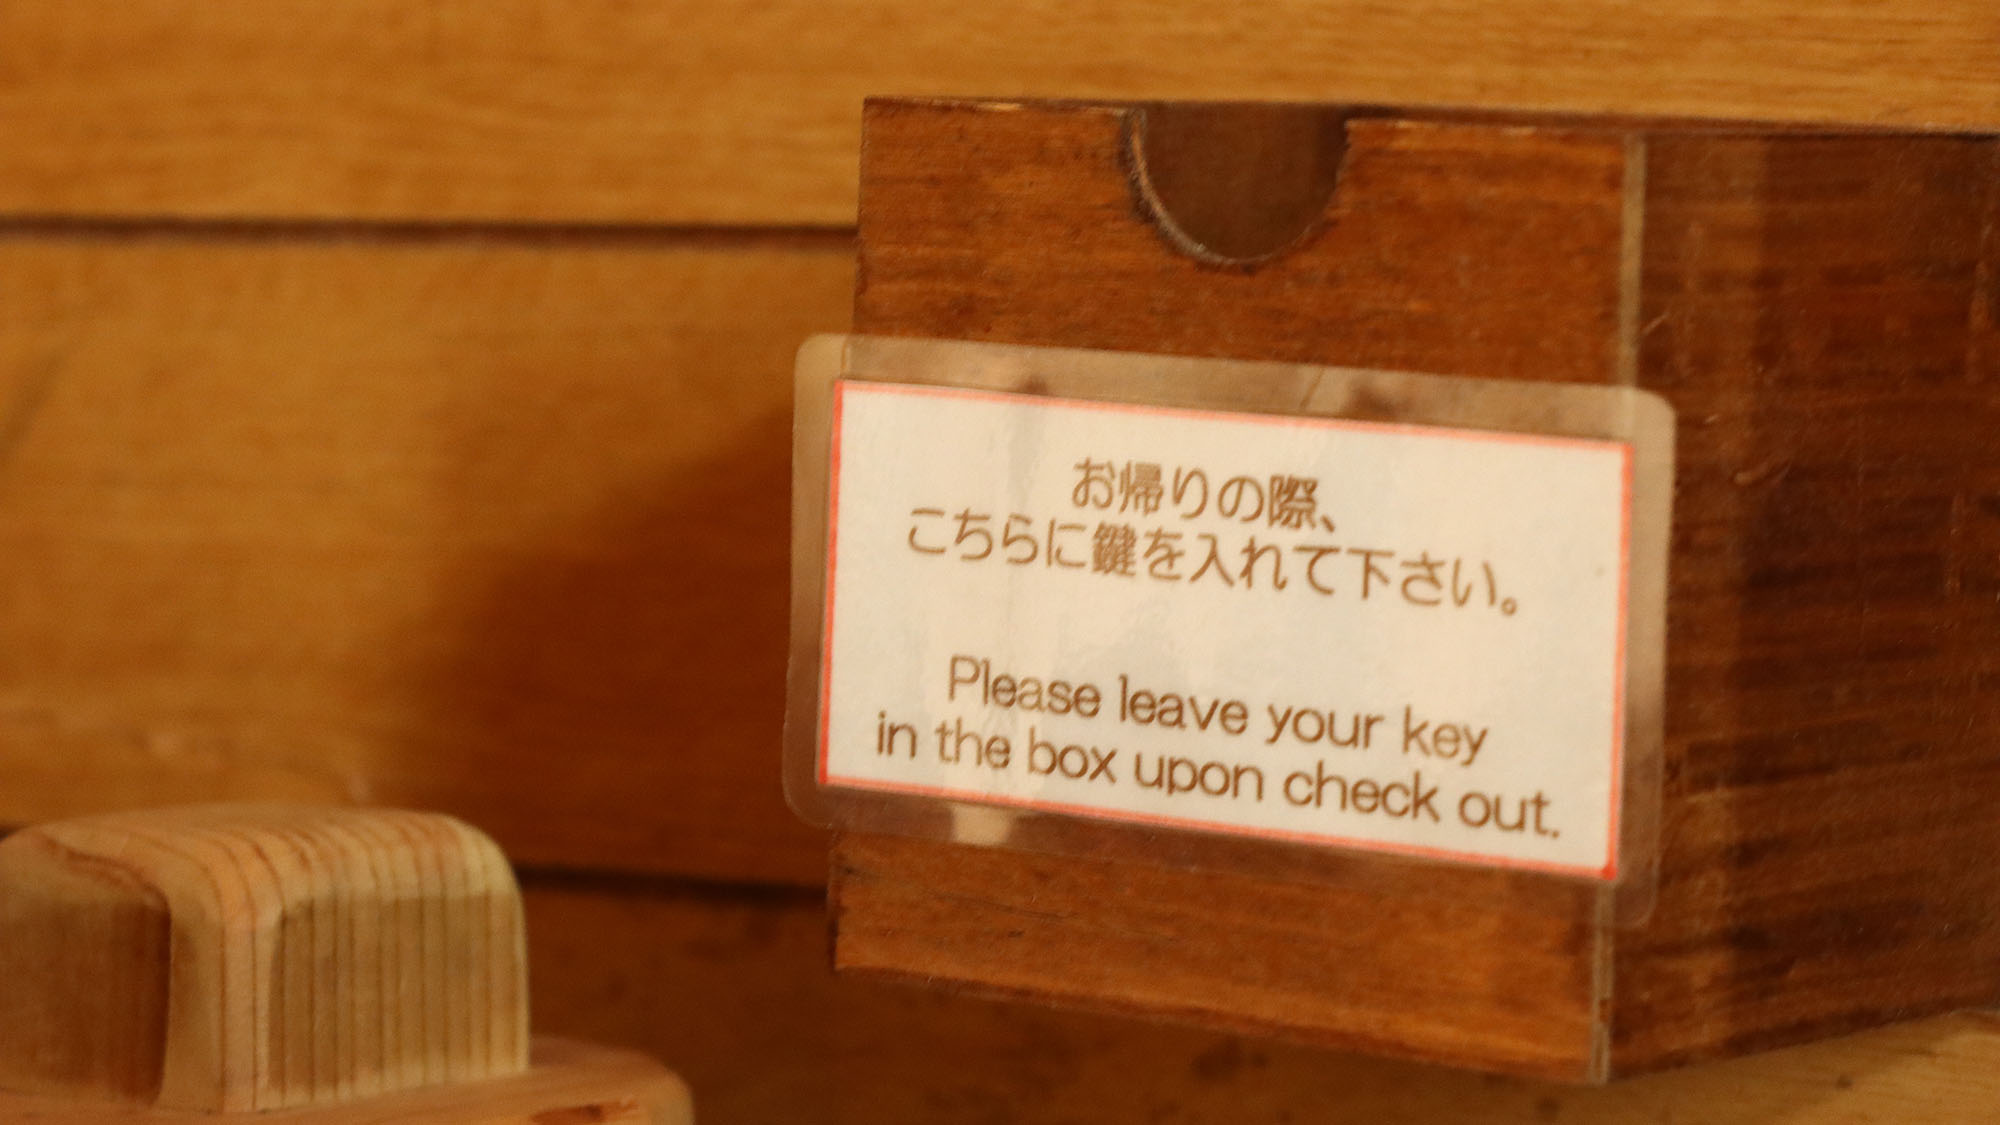 お帰りの際、
こちらに鍵を入れて下さい。
Please leave your key
in the box upon check out.